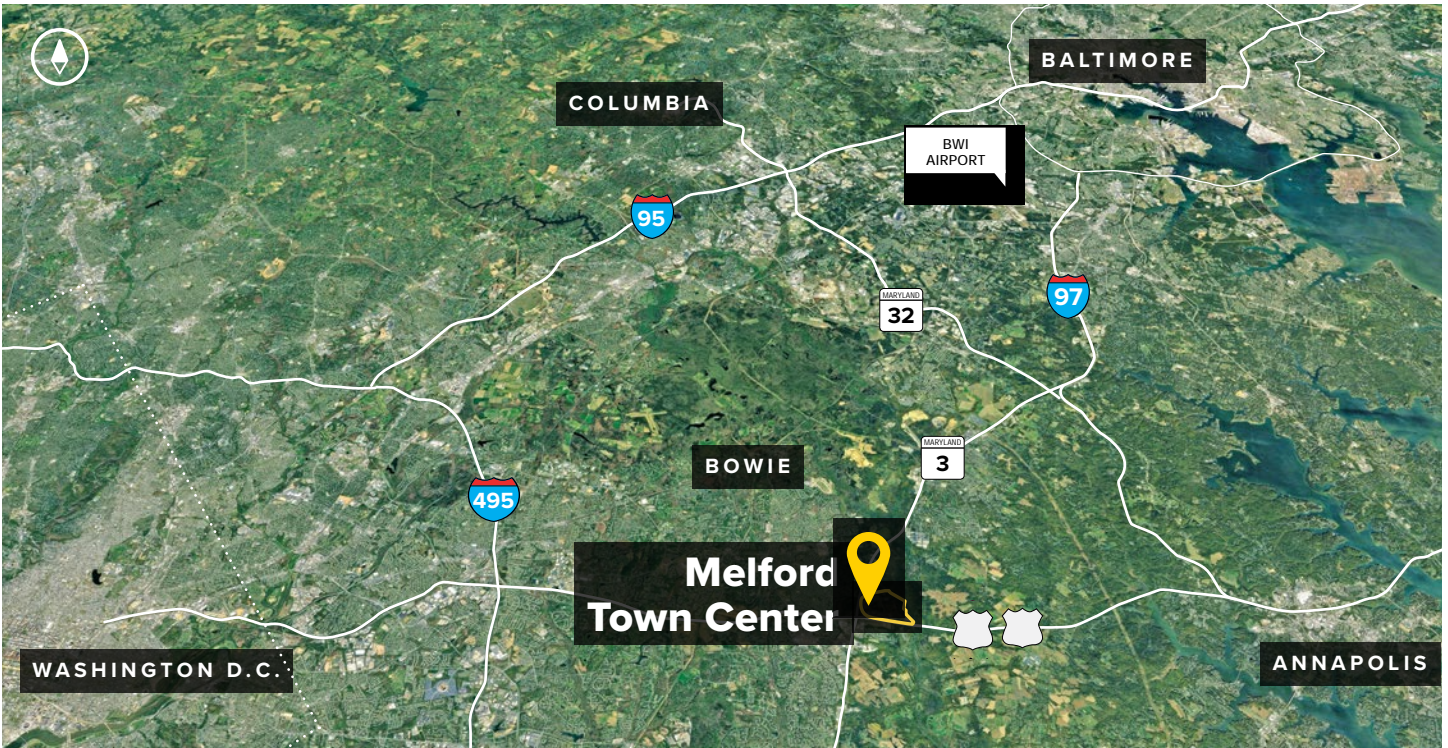 BALTIMORE
COLUMBIA
BWI
AIRPORT
95
97
MARYLAND
32
MARYLAND
3
BOWIE
495
Melford
Town Center
WASHINGTON D.C.
ANNAPOLIS